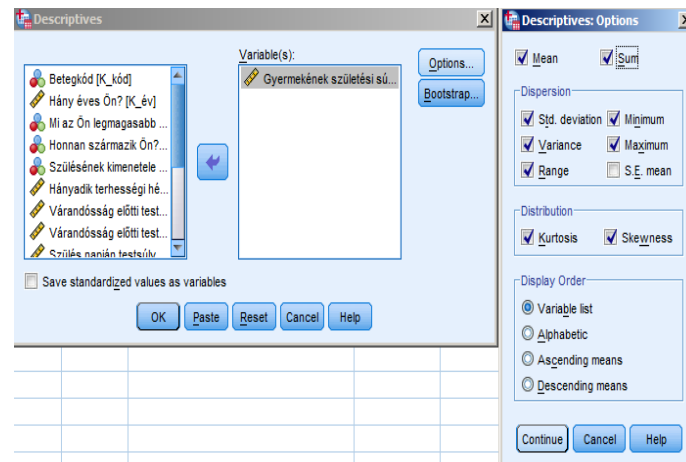 Descriptives
Variable(s):
Betegkód [K_kód]
Hány éves Ön? [K_év]
Mi az Ön legmagasabb ...
Honnan származik Ön?...
Szülésének kimenetele ...
Hányadik terhességi hé...
Várandósság előtti test...
Várandósság előtti test...
Szülés napján testsúly
Gyermekének születési sú...
Options...
Bootstrap...
Save standardized values as variables
OK
Paste
Reset
Cancel
Help
Descriptives: Options
Mean
Sum
Dispersion
Std. deviation
Minimum
Variance
Maximum
Range
S.E. mean
Distribution
Kurtosis
Skewness
Display Order
Variable list
Alphabetic
Ascending means
Descending means
Continue
Cancel
Help